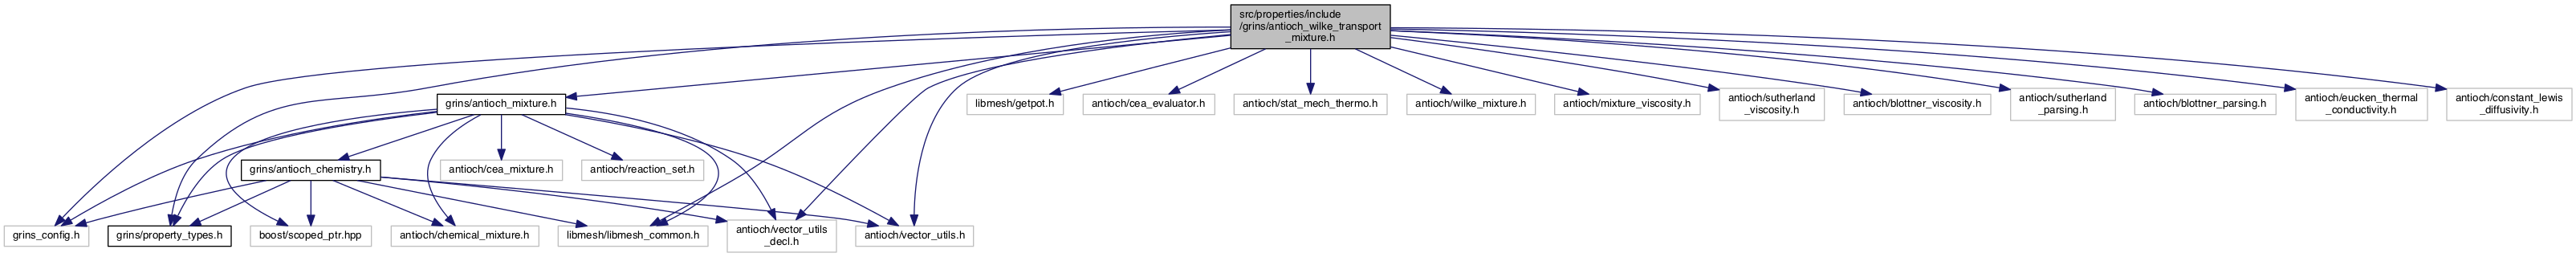 src/properties/include
/grins/antioch_wilke_transport
_mixture.h
grins/antioch_mixture.h
libmesh/getpot.h
antioch/cea_evaluator.h
antioch/stat_mech_thermo.h
antioch/wilke_mixture.h
antioch/mixture_viscosity.h
antioch/sutherland
_viscosity.h
antioch/blottner_viscosity.h
antioch/sutherland
_parsing.h
antioch/blottner_parsing.h
antioch/eucken_thermal
_conductivity.h
antioch/constant_lewis
_diffusivity.h
grins/antioch_chemistry.h
antioch/cea_mixture.h
antioch/reaction_set.h
grins_config.h
grins/property_types.h
boost/scoped_ptr.hpp
antioch/chemical_mixture.h
libmesh/libmesh_common.h
antioch/vector_utils
_decl.h
antioch/vector_utils.h